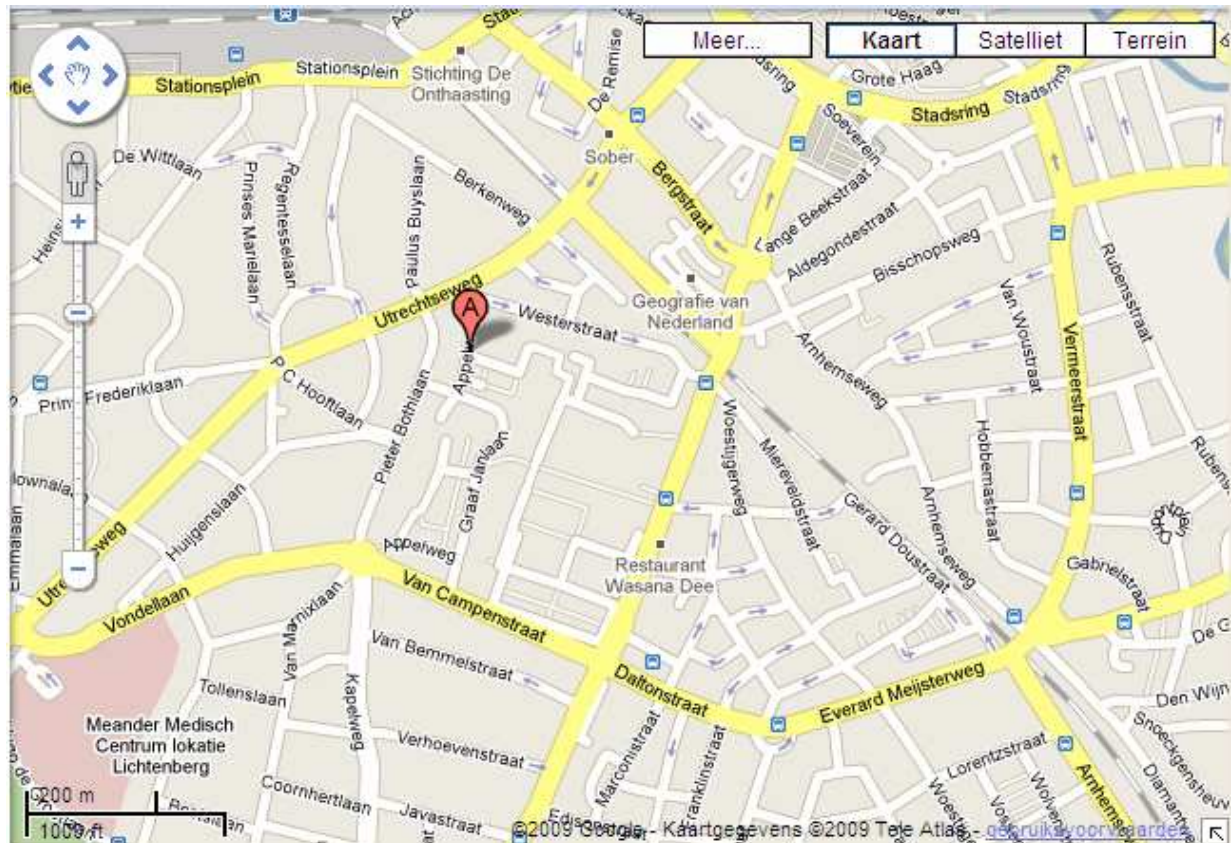 Meer...
Kaart
Satelliet
Terrein
Stationsplein
Stationsplein
Stichting De
Onthaasting
De Remise
Grote Haag
Stadsring
Stadsring
Soeverein
Sober
De Wittlaan
Prinses Marielaan
Regentesselaan
Paulus Buyslaan
Berkenweg
Bergstraat
Lange Beekstraat
Aldegondestraat
Bisschopsweg
Rubensstraat
Utrechtseweg
A
Westerstraat
Geografie van
Nederland
Van Woustraat
Vermeerstraat
Arnhemseweg
P C Hooftlaan
Frederiklaan
Pieter Bothlaan
Graaf Janlaan
Woestijgerweg
Miereveldstraat
Hobbemastraat
Gerard Doustraat
Arnhemseweg
Huijgenslaan
Emmalaan
Appelweg
Restaurant
Wasana Dee
Gabrielstraat
Vondellaan
Van Marnixlaan
Van Campenstraat
Van Bemmelstraat
Daltonstraat
Everard Meijsterweg
Tollenslaan
Kapelweg
Meander Medisch
Centrum lokatie
Lichtenberg
Verhoevenstraat
Marconistraat
Franklinstraat
Lorentzstraat
Coornhertlaan
Javastraat
200 m
1000 ft
©2009 Google - Kaartgegevens ©2009 Tele Atlas - gebruiksvoorwaarden